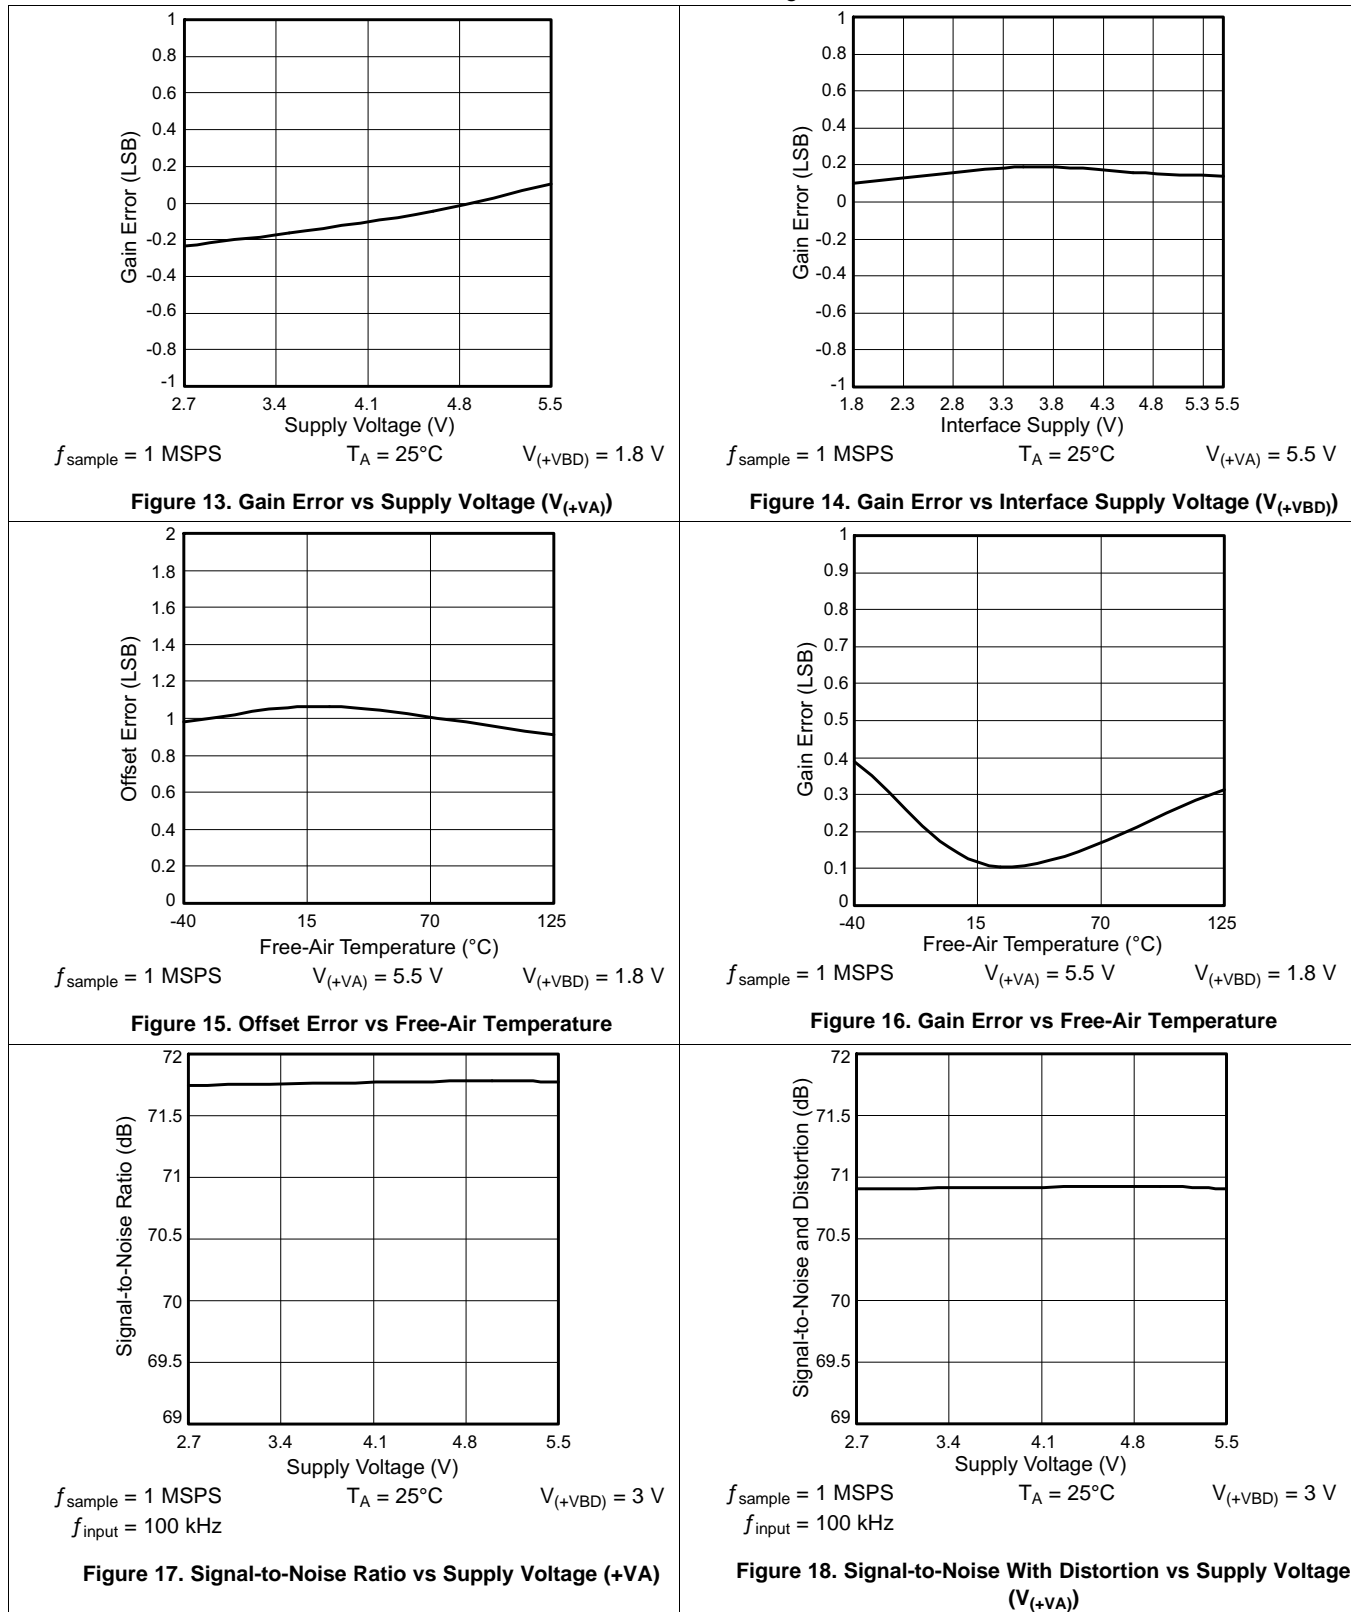 1
0.8
0.6
0.4
0.2
0
-0.2
-0.4
-0.6
-0.8
-1
Gain Error (LSB)
2.7 3.4 4.1 4.8 5.5
Supply Voltage (V)
ƒsample = 1 MSPS TA = 25°C V(+VBD) = 1.8 V
Figure 13. Gain Error vs Supply Voltage (V(+VA))
1
0.8
0.6
0.4
0.2
0
-0.2
-0.4
-0.6
-0.8
-1
Gain Error (LSB)
1.8 2.3 2.8 3.3 3.8 4.3 4.8 5.3 5.5
Interface Supply (V)
ƒsample = 1 MSPS TA = 25°C V(+VA) = 5.5 V
Figure 14. Gain Error vs Interface Supply Voltage (V(+VBD))
2
1.8
1.6
1.4
1.2
1
0.8
0.6
0.4
0.2
0
Offset Error (LSB)
-40 15 70 125
Free-Air Temperature (°C)
ƒsample = 1 MSPS V(+VA) = 5.5 V V(+VBD) = 1.8 V
Figure 15. Offset Error vs Free-Air Temperature
1
0.9
0.8
0.7
0.6
0.5
0.4
0.3
0.2
0.1
0
Gain Error (LSB)
-40 15 70 125
Free-Air Temperature (°C)
ƒsample = 1 MSPS V(+VA) = 5.5 V V(+VBD) = 1.8 V
Figure 16. Gain Error vs Free-Air Temperature
72
71.5
71
70.5
70
69.5
69
Signal-to-Noise Ratio (dB)
2.7 3.4 4.1 4.8 5.5
Supply Voltage (V)
ƒsample = 1 MSPS TA = 25°C V(+VBD) = 3 V
ƒinput = 100 kHz
Figure 17. Signal-to-Noise Ratio vs Supply Voltage (+VA)
72
71.5
71
70.5
70
69.5
69
Signal-to-Noise and Distortion (dB)
2.7 3.4 4.1 4.8 5.5
Supply Voltage (V)
ƒsample = 1 MSPS TA = 25°C V(+VBD) = 3 V
ƒinput = 100 kHz
Figure 18. Signal-to-Noise With Distortion vs Supply Voltage
(V(+VA))